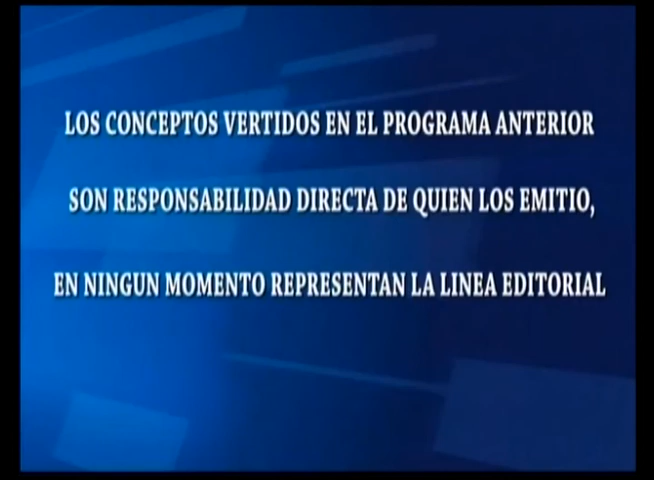 LOS CONCEPTOS VERTIDOS EN EL PROGRAMA ANTERIOR
SON RESPONSABILIDAD DIRECTA DE QUIEN LOS EMITIO,
EN NINGUN MOMENTO REPRESENTAN LA LINEA EDITORIAL